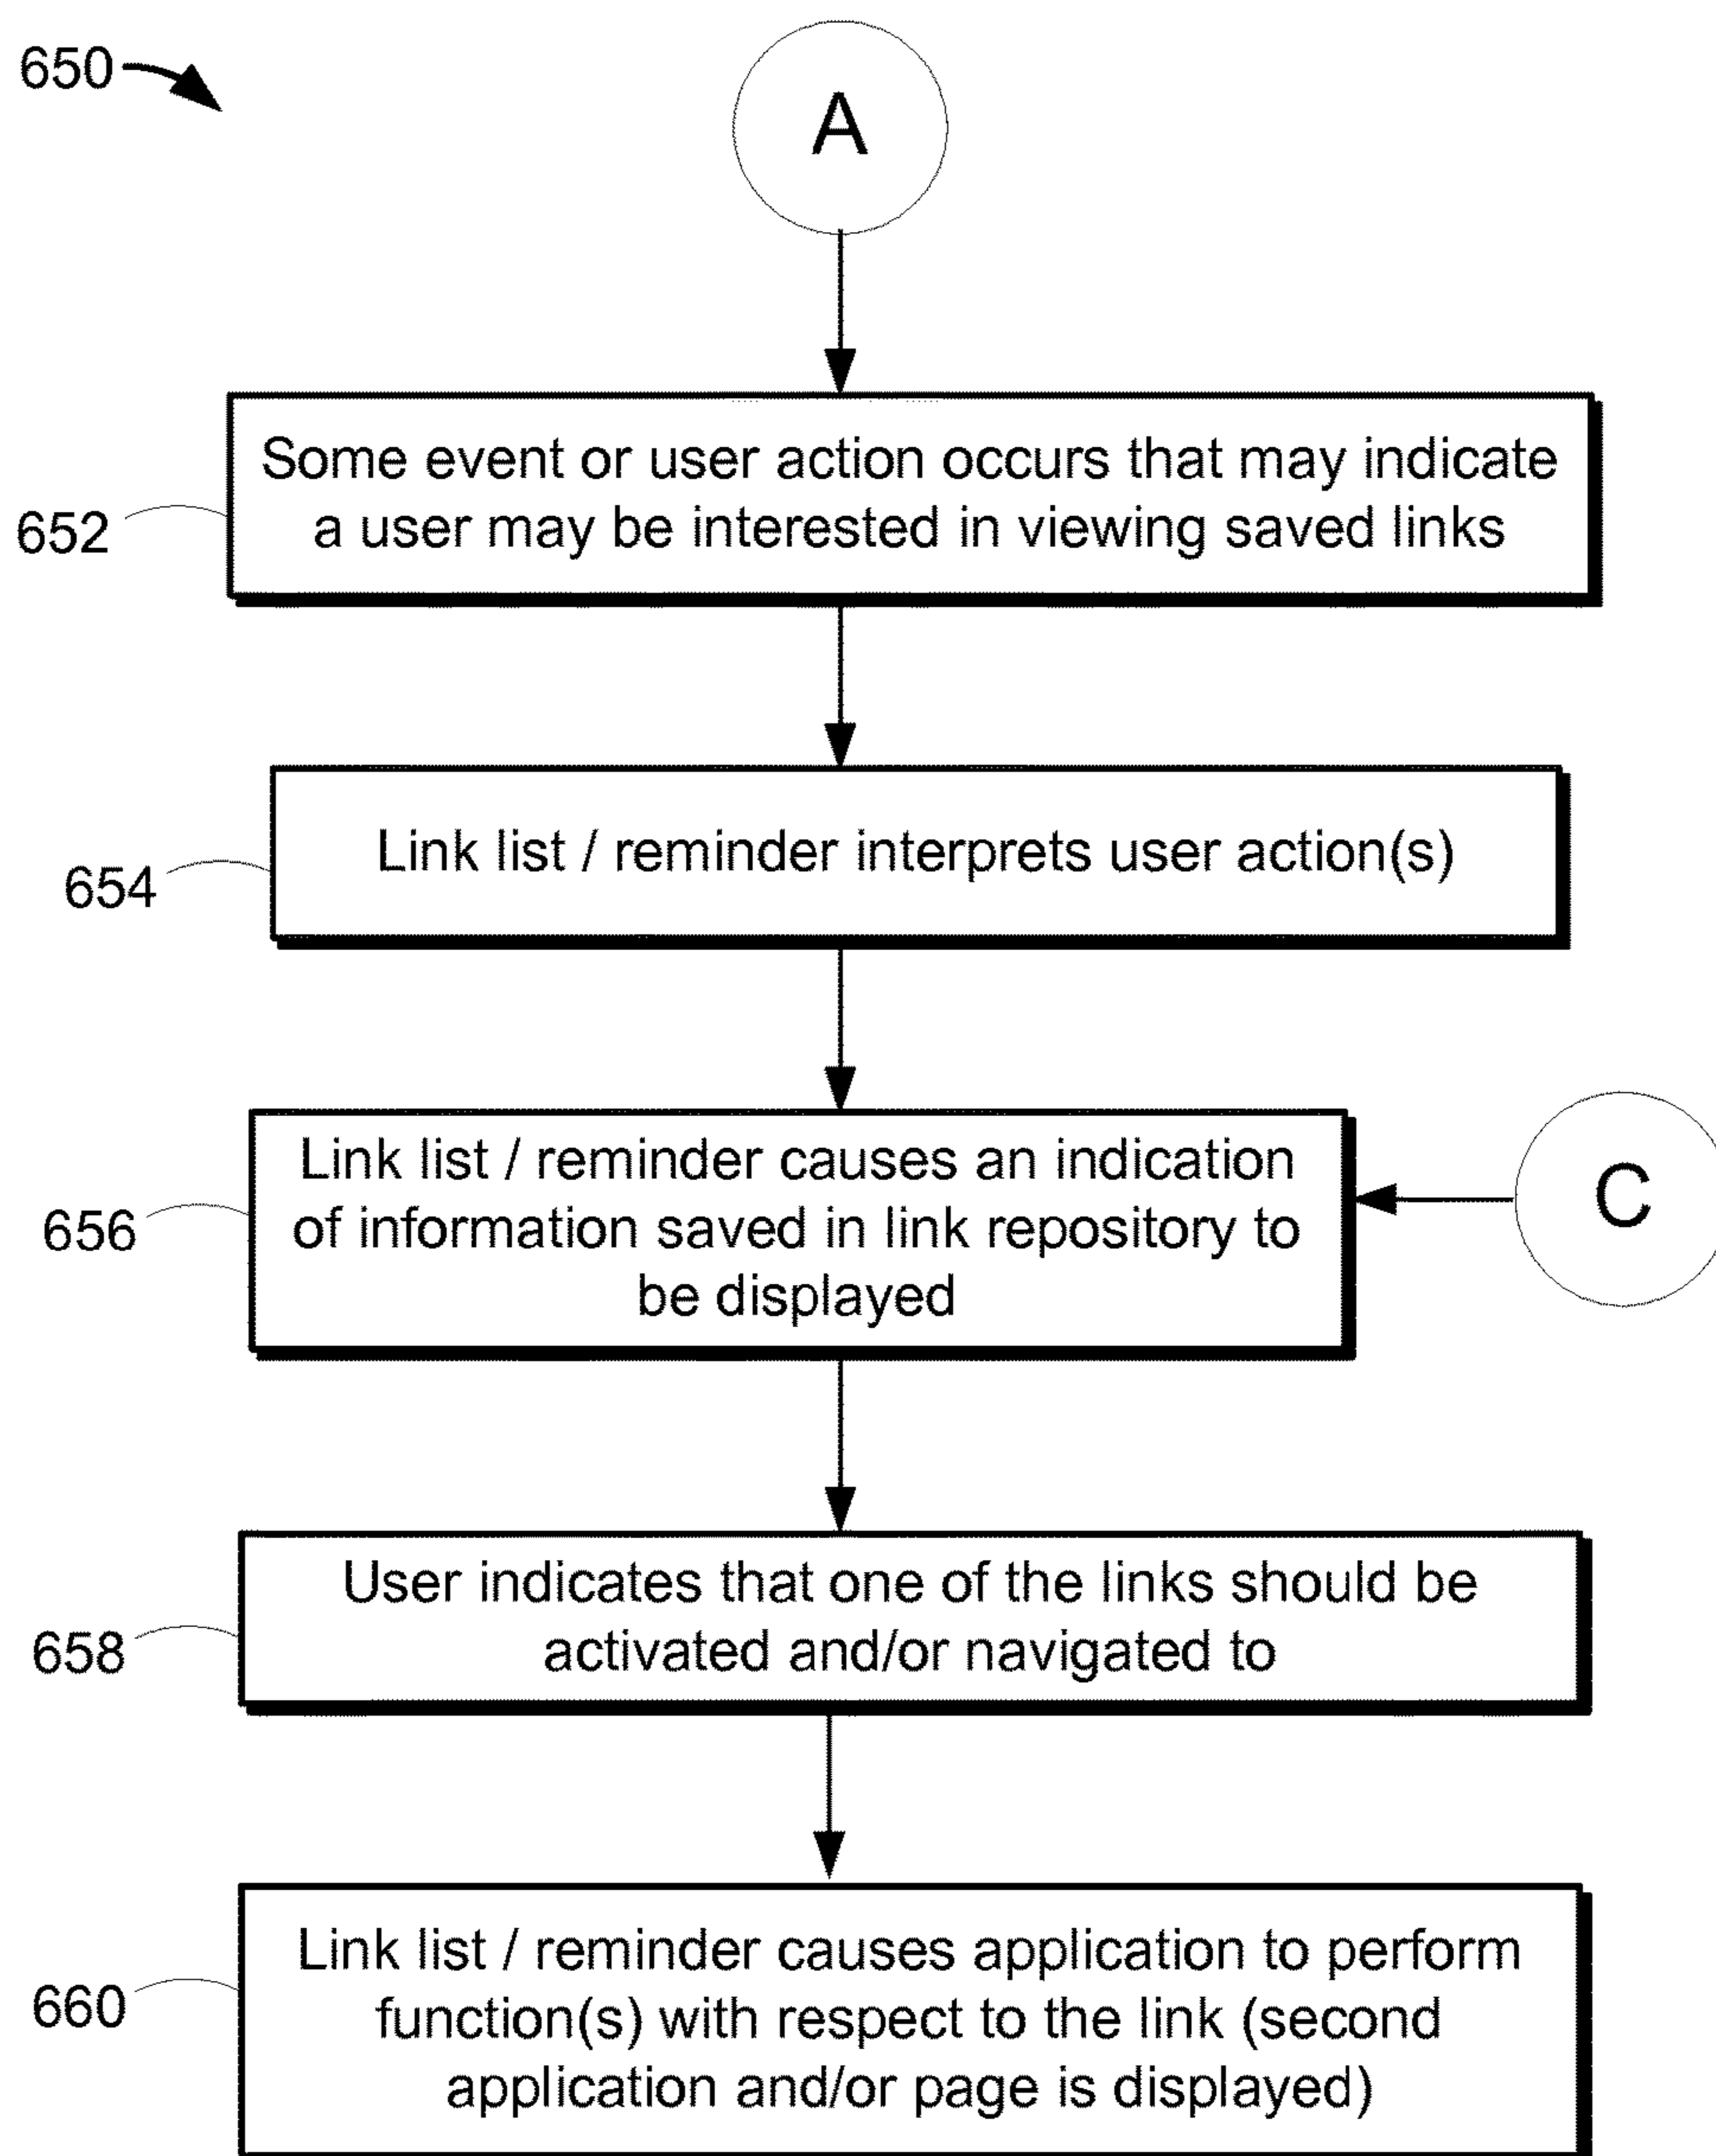 650
A
Some event or user action occurs that may indicate
a user may be interested in viewing saved links
652
Link list / reminder interprets user action(s)
654
Link list / reminder causes an indication
of information saved in link repository to
be displayed
656
C
User indicates that one of the links should be
activated and/or navigated to
658
Link list / reminder causes application to perform
function(s) with respect to the link (second
application and/or page is displayed)
660